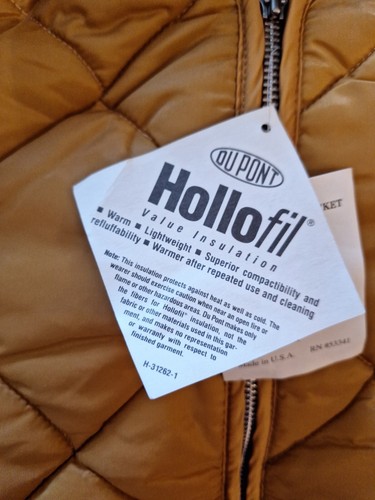 DU PONT
Hollofil®
Value Insulation
■ Warm ■ Lightweight ■ Superior compactibility and
refluffability ■ Warmer after repeated use and cleaning
Note: This insulation protects against heat as well as cold. The
wearer should exercise caution when near an open fire or
flame or other hazardous areas. Du Pont makes only
the fibers for Hollofil® insulation, not the
fabric or other materials used in this gar-
ment, and makes no representation
or warranty with respect to
finished garment.
H-31262-1
KET
Made in U.S.A.